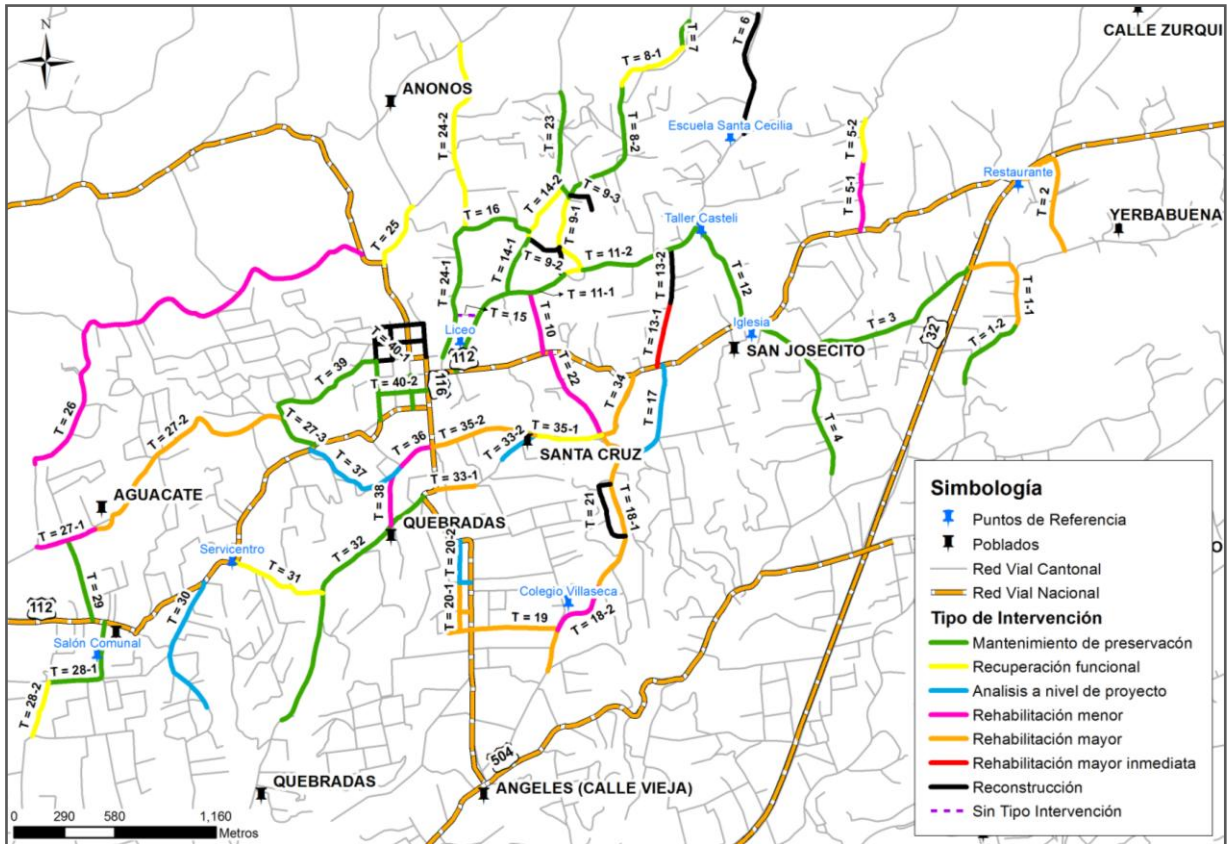 N
CALLE ZURQUI
ANONOS
T = 6
T = 7
T = 8-1
T = 8-2
T = 23
T = 24-2
Escuela Santa Cecilia
T = 5-2
T = 5-1
Restaurante
T = 2
YERBABUENA
T = 14-2
T = 9-3
T = 9-1
T = 16
T = 25
Taller Casteli
T = 14-1
T = 9-2
T = 11-2
T = 13-2
T = 24-1
T = 12
T = 11-1
T = 15
T = 10
T = 13-1
Liceo
Iglesia
T = 3
32
T = 1-1
T = 1-2
SAN JOSECITO
T = 40-1
112
116
T = 39
T = 40-2
T = 22
T = 34
T = 17
T = 4
T = 26
T = 27-2
T = 27-3
T = 36
T = 35-2
T = 35-1
T = 33-2
SANTA CRUZ
T = 37
T = 33-1
T = 38
T = 21
T = 18-1
AGUACATE
T = 27-1
QUEBRADAS
T = 32
T = 20-2
Servicentro
T = 31
T = 29
T = 30
Colegio Villaseca
T = 20-1
T = 19
T = 18-2
112
Salón Comunal
T = 28-1
T = 28-2
504
QUEBRADAS
ANGELES (CALLE VIEJA)
0 290 580 1,160
Metros
O
Simbología
Puntos de Referencia
Poblados
Red Vial Cantonal
Red Vial Nacional
Tipo de Intervención
Mantenimiento de preservacón
Recuperación funcional
Analisis a nivel de proyecto
Rehabilitación menor
Rehabilitación mayor
Rehabilitación mayor inmediata
Reconstrucción
Sin Tipo Intervención